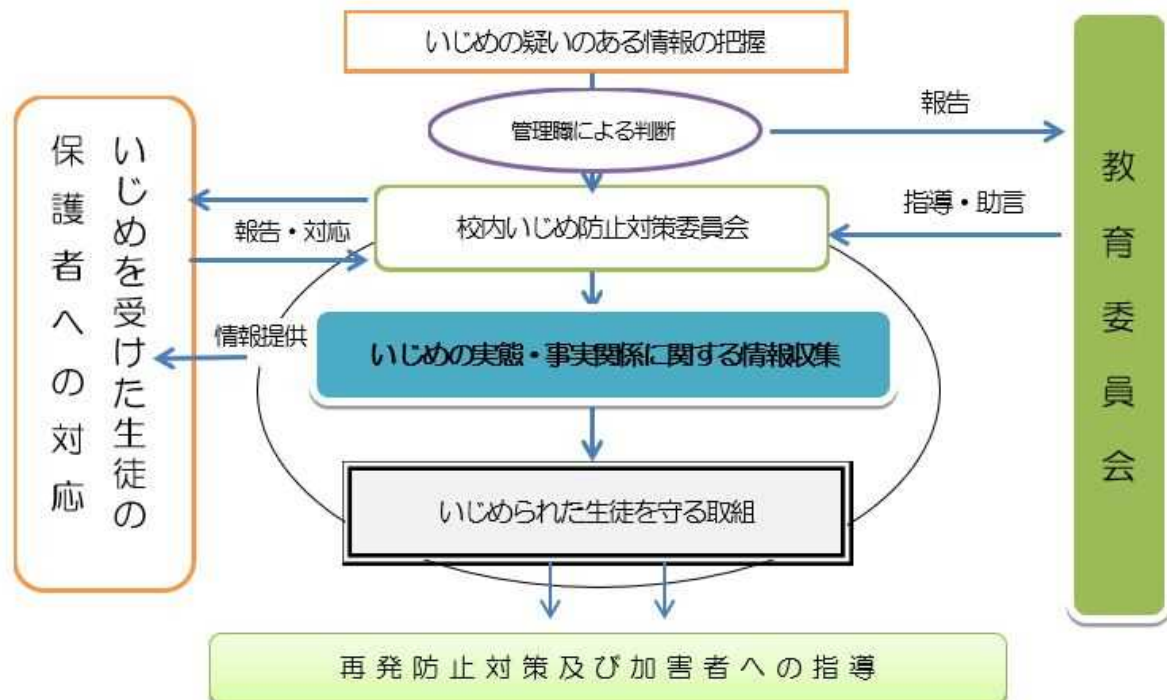 いじめの疑いのある情報の把握
管理職による判断
報告
校内いじめ防止対策委員会
指導・助言
報告・対応
いじめを受けた生徒の
保護者への対応
教育委員会
情報提供
いじめの実態・事実関係に関する情報収集
いじめられた生徒を守る取組
再発防止対策及び加害者への指導